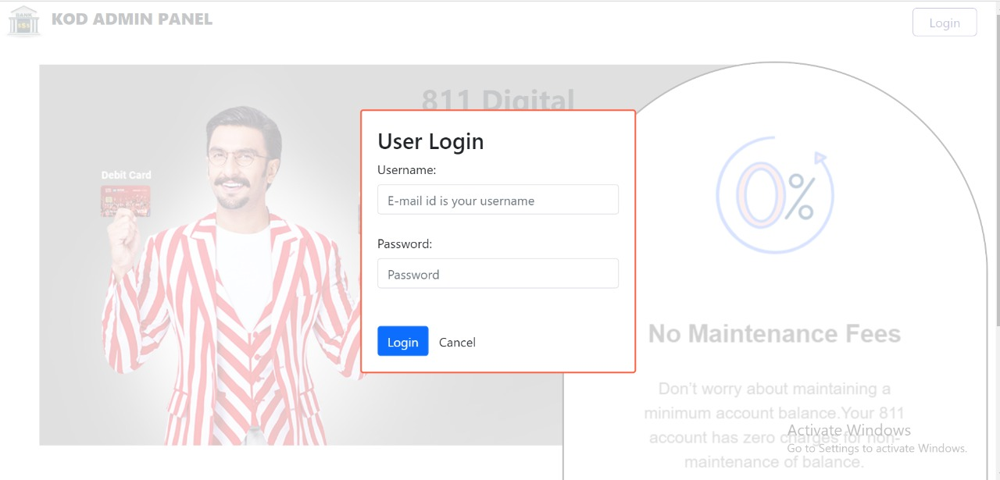 BANK
$$$
KOD ADMIN PANEL
Login
811 Digital
Debit Card
User Login
Username:
E-mail id is your username
Password:
Password
Login
Cancel
0%
No Maintenance Fees
Don't worry about maintaining a
minimum account balance.Your 811
account has zero charges for non-
maintenance of balance.
Activate Windows
Go to Settings to activate Windows.